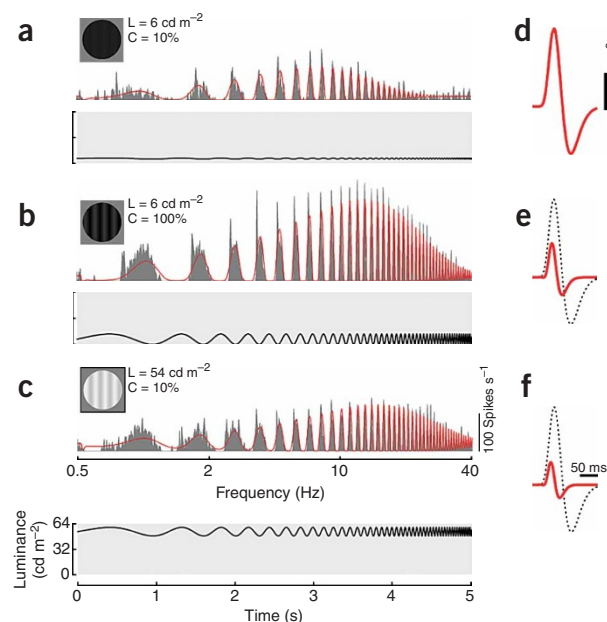 a
L = 6 cd m⁻²
C = 10%
d
b
L = 6 cd m⁻²
C = 100%
e
c
L = 54 cd m⁻²
C = 10%
100 Spikes s⁻¹
f
50 ms
0.5 2 10 40
Frequency (Hz)
Luminance
(cd m⁻²)
64
32
0
0 1 2 3 4 5
Time (s)